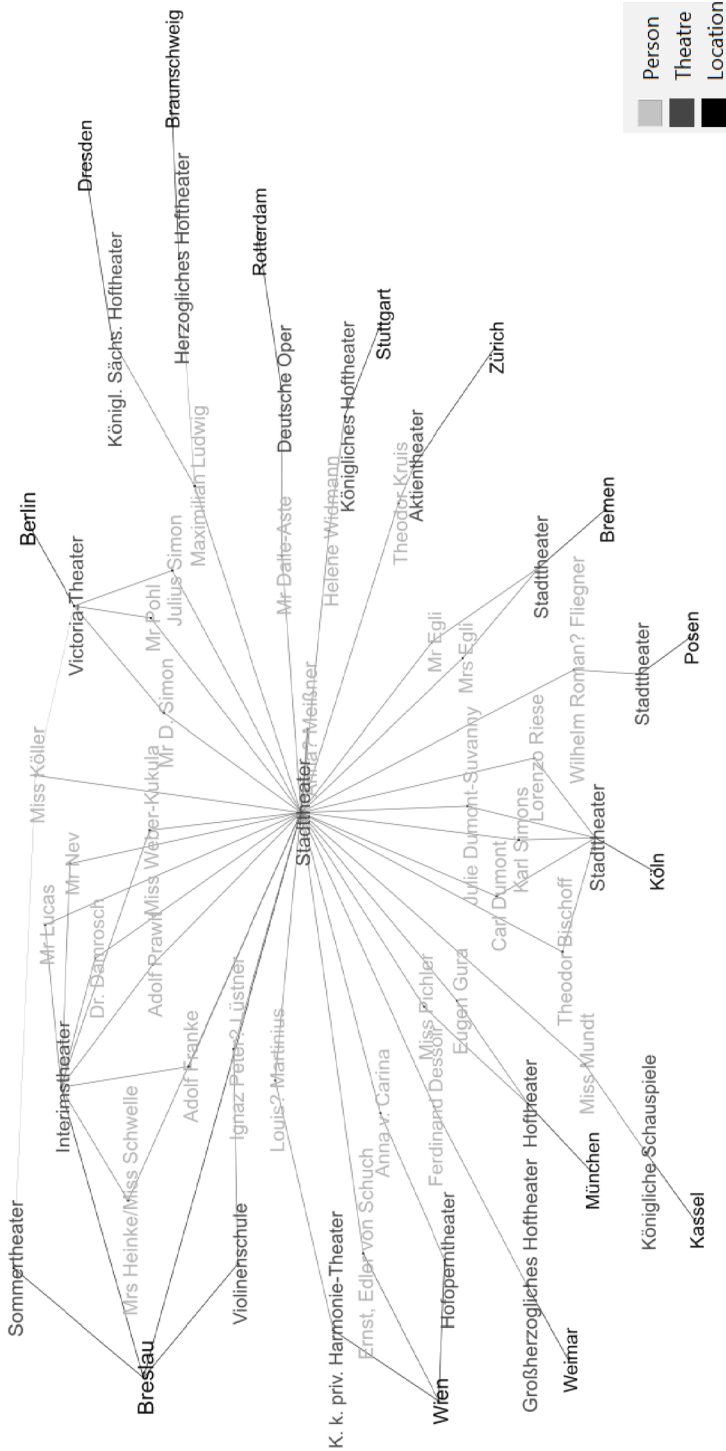 Person
Theatre
Location
Braunschweig
Dresden
Herzogliches Hoftheater
Rotterdam
Königl. Sächs. Hoftheater
Stuttgart
Königliches Hoftheater
Zürich
Deutsche Oper
Maximilian Ludwig
Aktientheater
Theodor Kruis
Helene Widmann
Bremen
Berlin
Mr Dalle-Aste
Julius Simon
Victoria-Theater
Mr Pohl
Stadttheater
Wilhelm Roman? Fliegner
Posen
Stadttheater
Mr Egli
Mrs Egli
Mr D. Simon
Meißner
Miss Köller
Lorenzo Riese
Julie Dumont-Suvanny
Karl Simons
Stadttheater
Stadttheater
Köln
Miss Weber-Kukula
Mr Nev
Mr Lucas
Carl Dumont
Dr. Damrosch
Adolf
Theodor Bischoff
Eugen Gura
Miss Pichler
Ignaz Peter? Lüstner
Adolf Franke
Louis? Martinius
Interimstheater
Miss Mundt
Anna v. Carina
Ferdinand Dessoir
Hoftheater
München
Königliche Schauspiele
Kassel
Mrs Heinke/Miss Schwelle
Ernst, Edler von Schuch
Hofoperntheater
Violinenschule
Sommertheater
K. k. priv. Harmonie-Theater
Großherzogliches Hoftheater
Weimar
Breslau
Wien